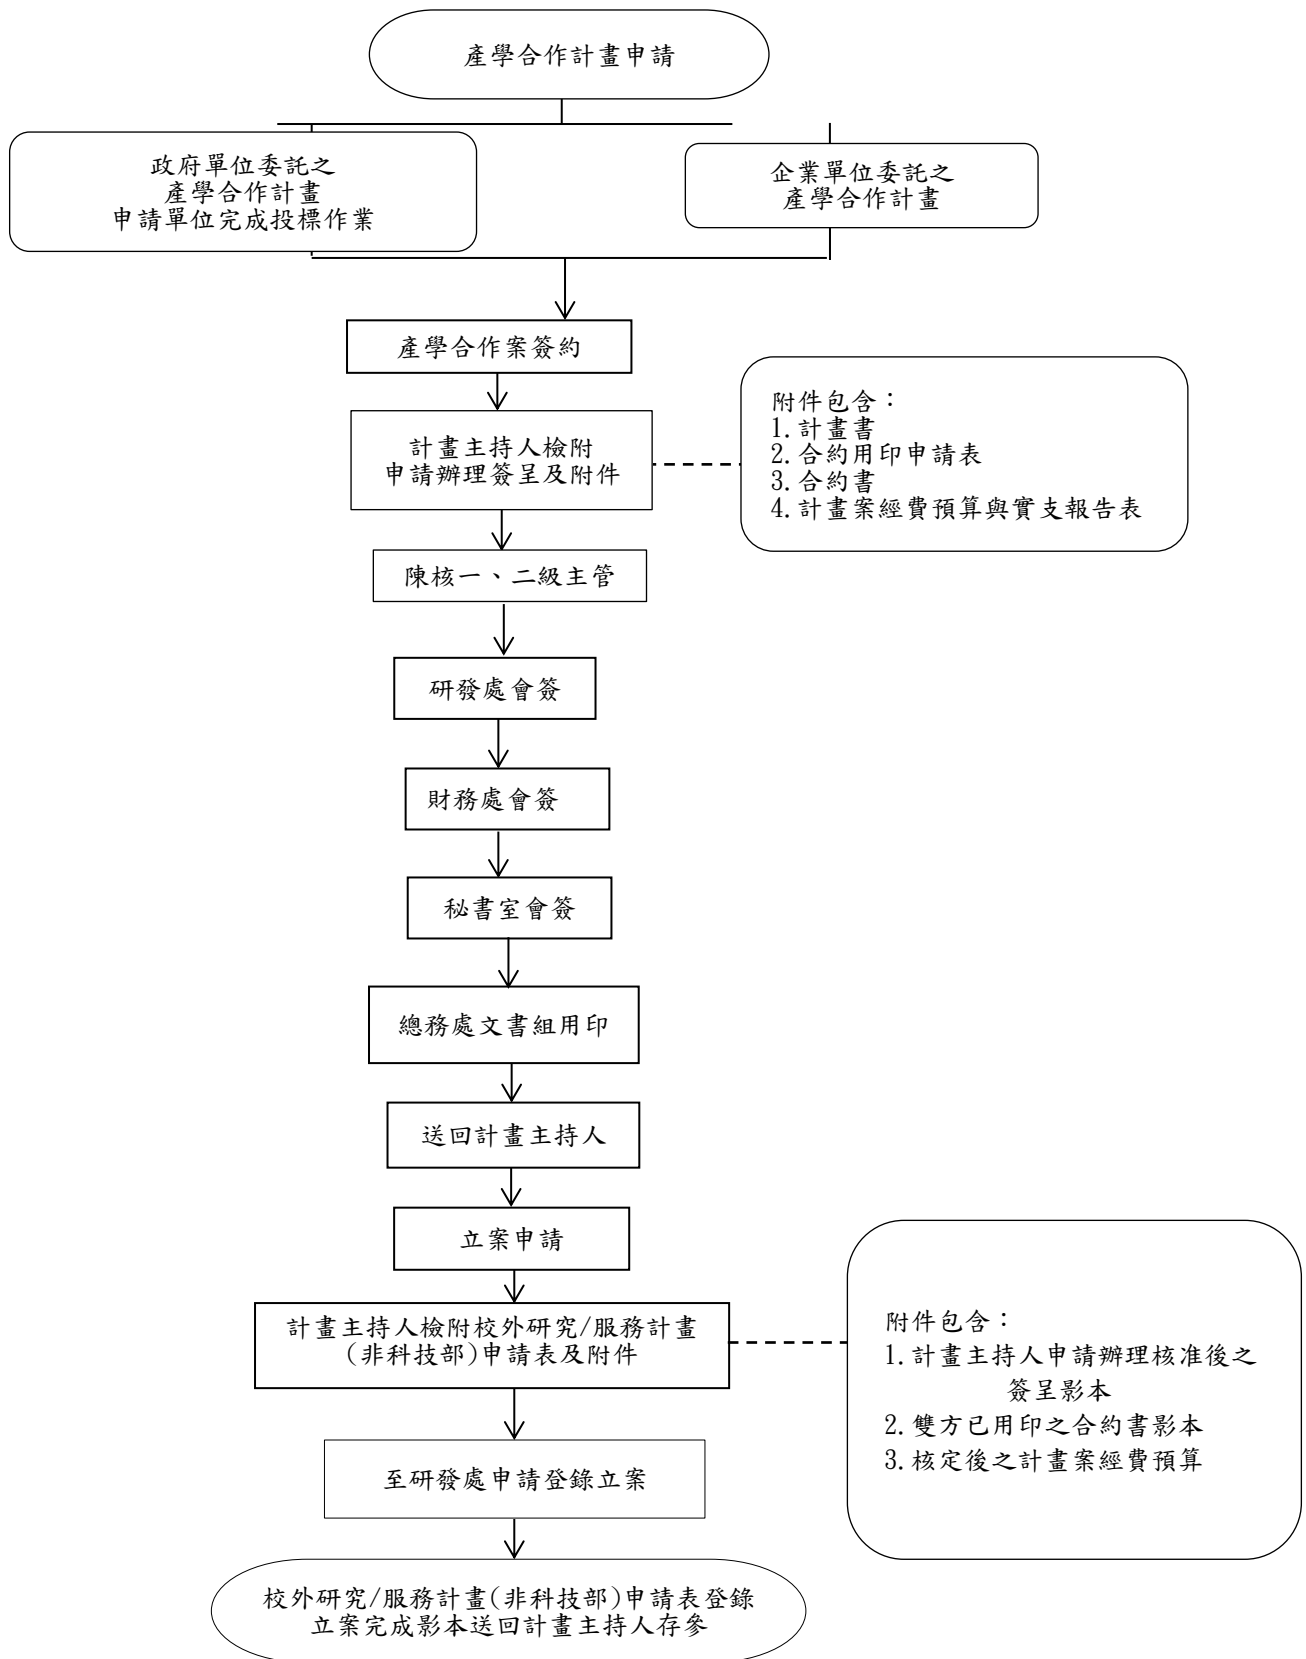 產學合作計畫申請
政府單位委託之
產學合作計畫
申請單位完成投標作業
企業單位委託之
產學合作計畫
產學合作案簽約
計畫主持人檢附
申請辦理簽呈及附件
附件包含：
1.計畫書
2.合約用印申請表
3.合約書
4.計畫案經費預算與實支報告表
陳核一、二級主管
研發處會簽
財務處會簽
秘書室會簽
總務處文書組用印
送回計畫主持人
立案申請
計畫主持人檢附校外研究/服務計畫
(非科技部)申請表及附件
附件包含：
1.計畫主持人申請辦理核准後之
簽呈影本
2.雙方已用印之合約書影本
3.核定後之計畫案經費預算
至研發處申請登錄立案
校外研究/服務計畫(非科技部)申請表登錄
立案完成影本送回計畫主持人存參